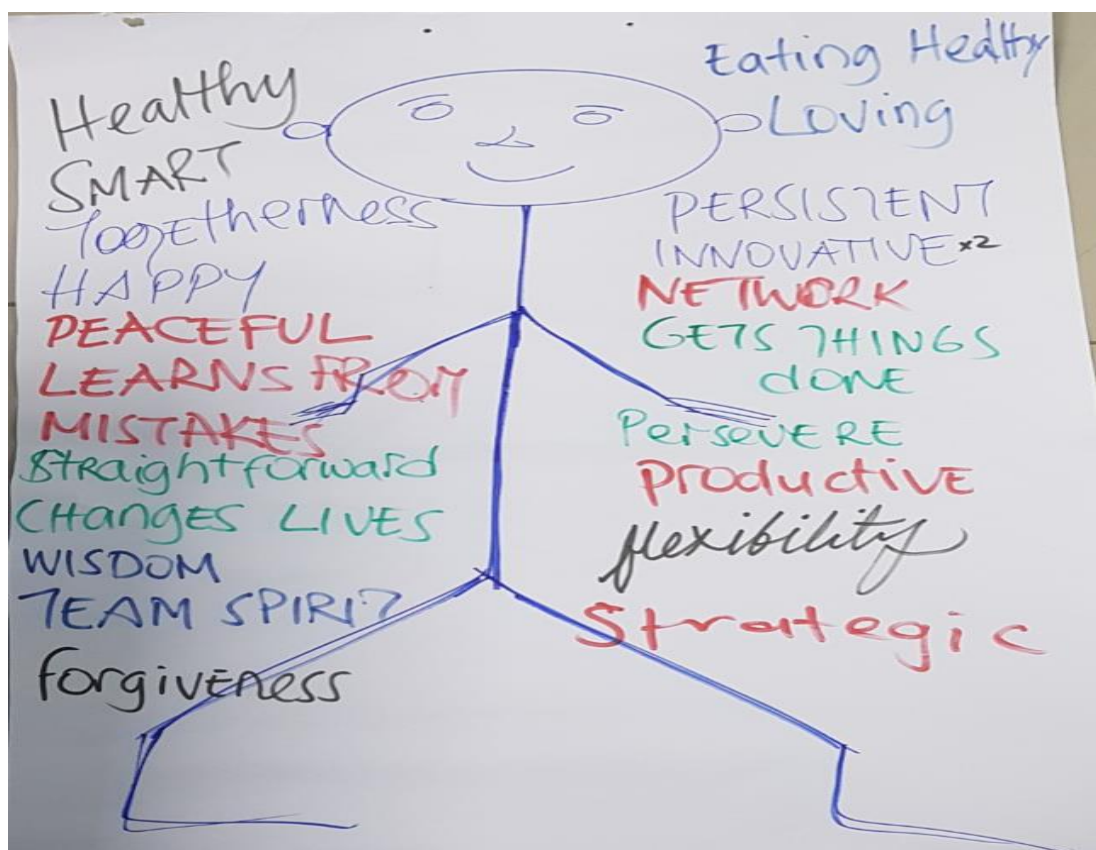 Healthy
SMART
TOGEtherness
HAPPY
PEACEFUL
LEARNS FROM
MISTAKES
Straightforward
CHANGES LIVES
WISDOM
TEAM SPIRIT
forgiveness
Eating Healthy
Loving
PERSISTENT
INNOVATIVE x2
NETWORK
GETS THINGS
dONE
PerseVERE
ProductivE
flexibility
Strategic